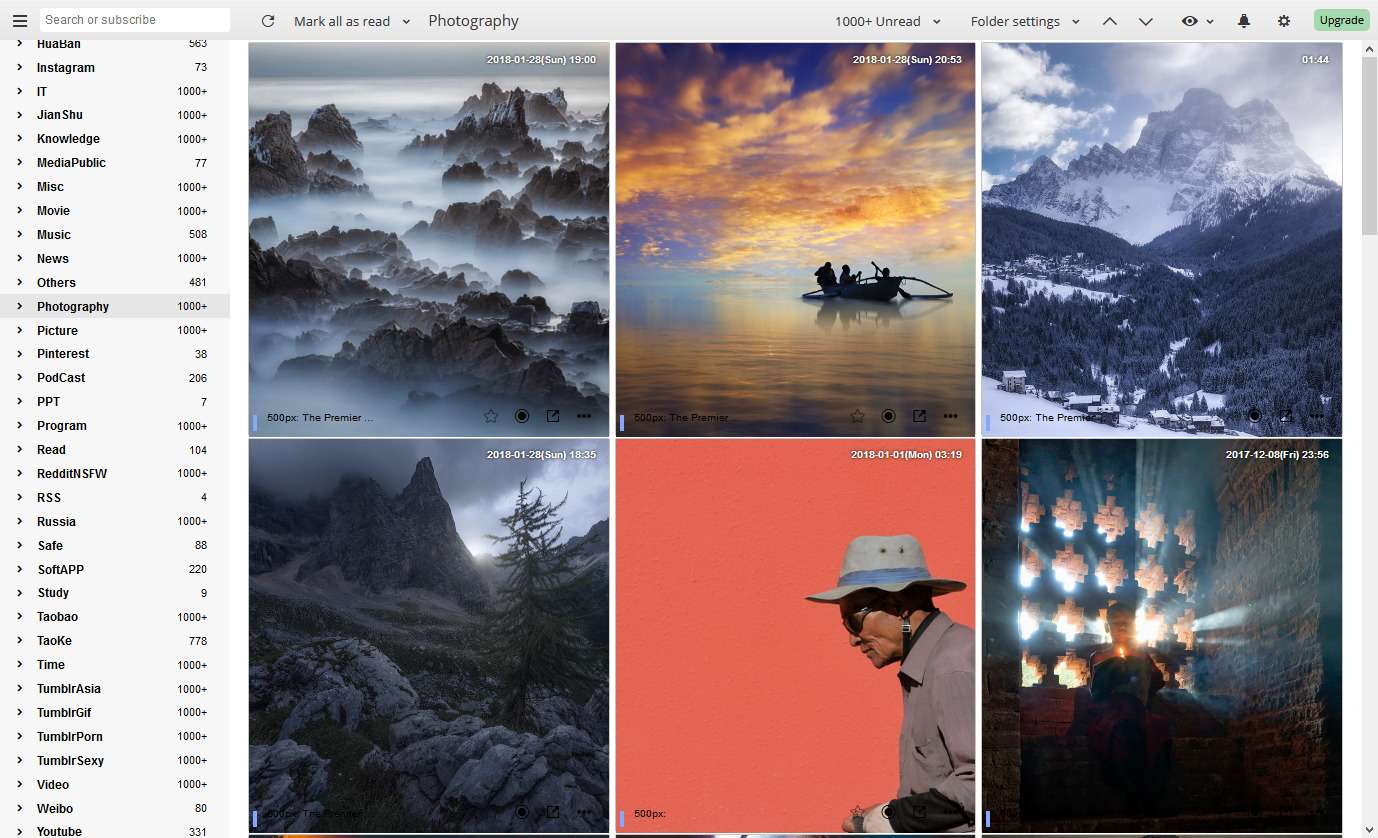 Search or subscribe
Mark all as read
Photography
1000+ Unread
Folder settings
Upgrade
HuaBan 563
Instagram 73
IT 1000+
JianShu 1000+
Knowledge 1000+
MediaPublic 77
Misc 1000+
Movie 1000+
Music 508
News 1000+
Others 481
Photography 1000+
Picture 1000+
Pinterest 38
PodCast 206
PPT 7
Program 1000+
Read 104
RedditNSFW 1000+
RSS 4
Russia 1000+
Safe 88
SoftAPP 220
Study 9
Taobao 1000+
TaoKe 778
Time 1000+
TumblrAsia 1000+
TumblrGif 1000+
TumblrPorn 1000+
TumblrSexy 1000+
Video 1000+
Weibo 80
Youtube 331
2018-01-28(Sun) 19:00
500px: The Premier ...
2018-01-28(Sun) 20:53
500px: The Premier
01:44
500px: The Premier
2018-01-28(Sun) 18:35
500px: The Premier
2018-01-01(Mon) 03:19
500px:
2017-12-08(Fri) 23:56